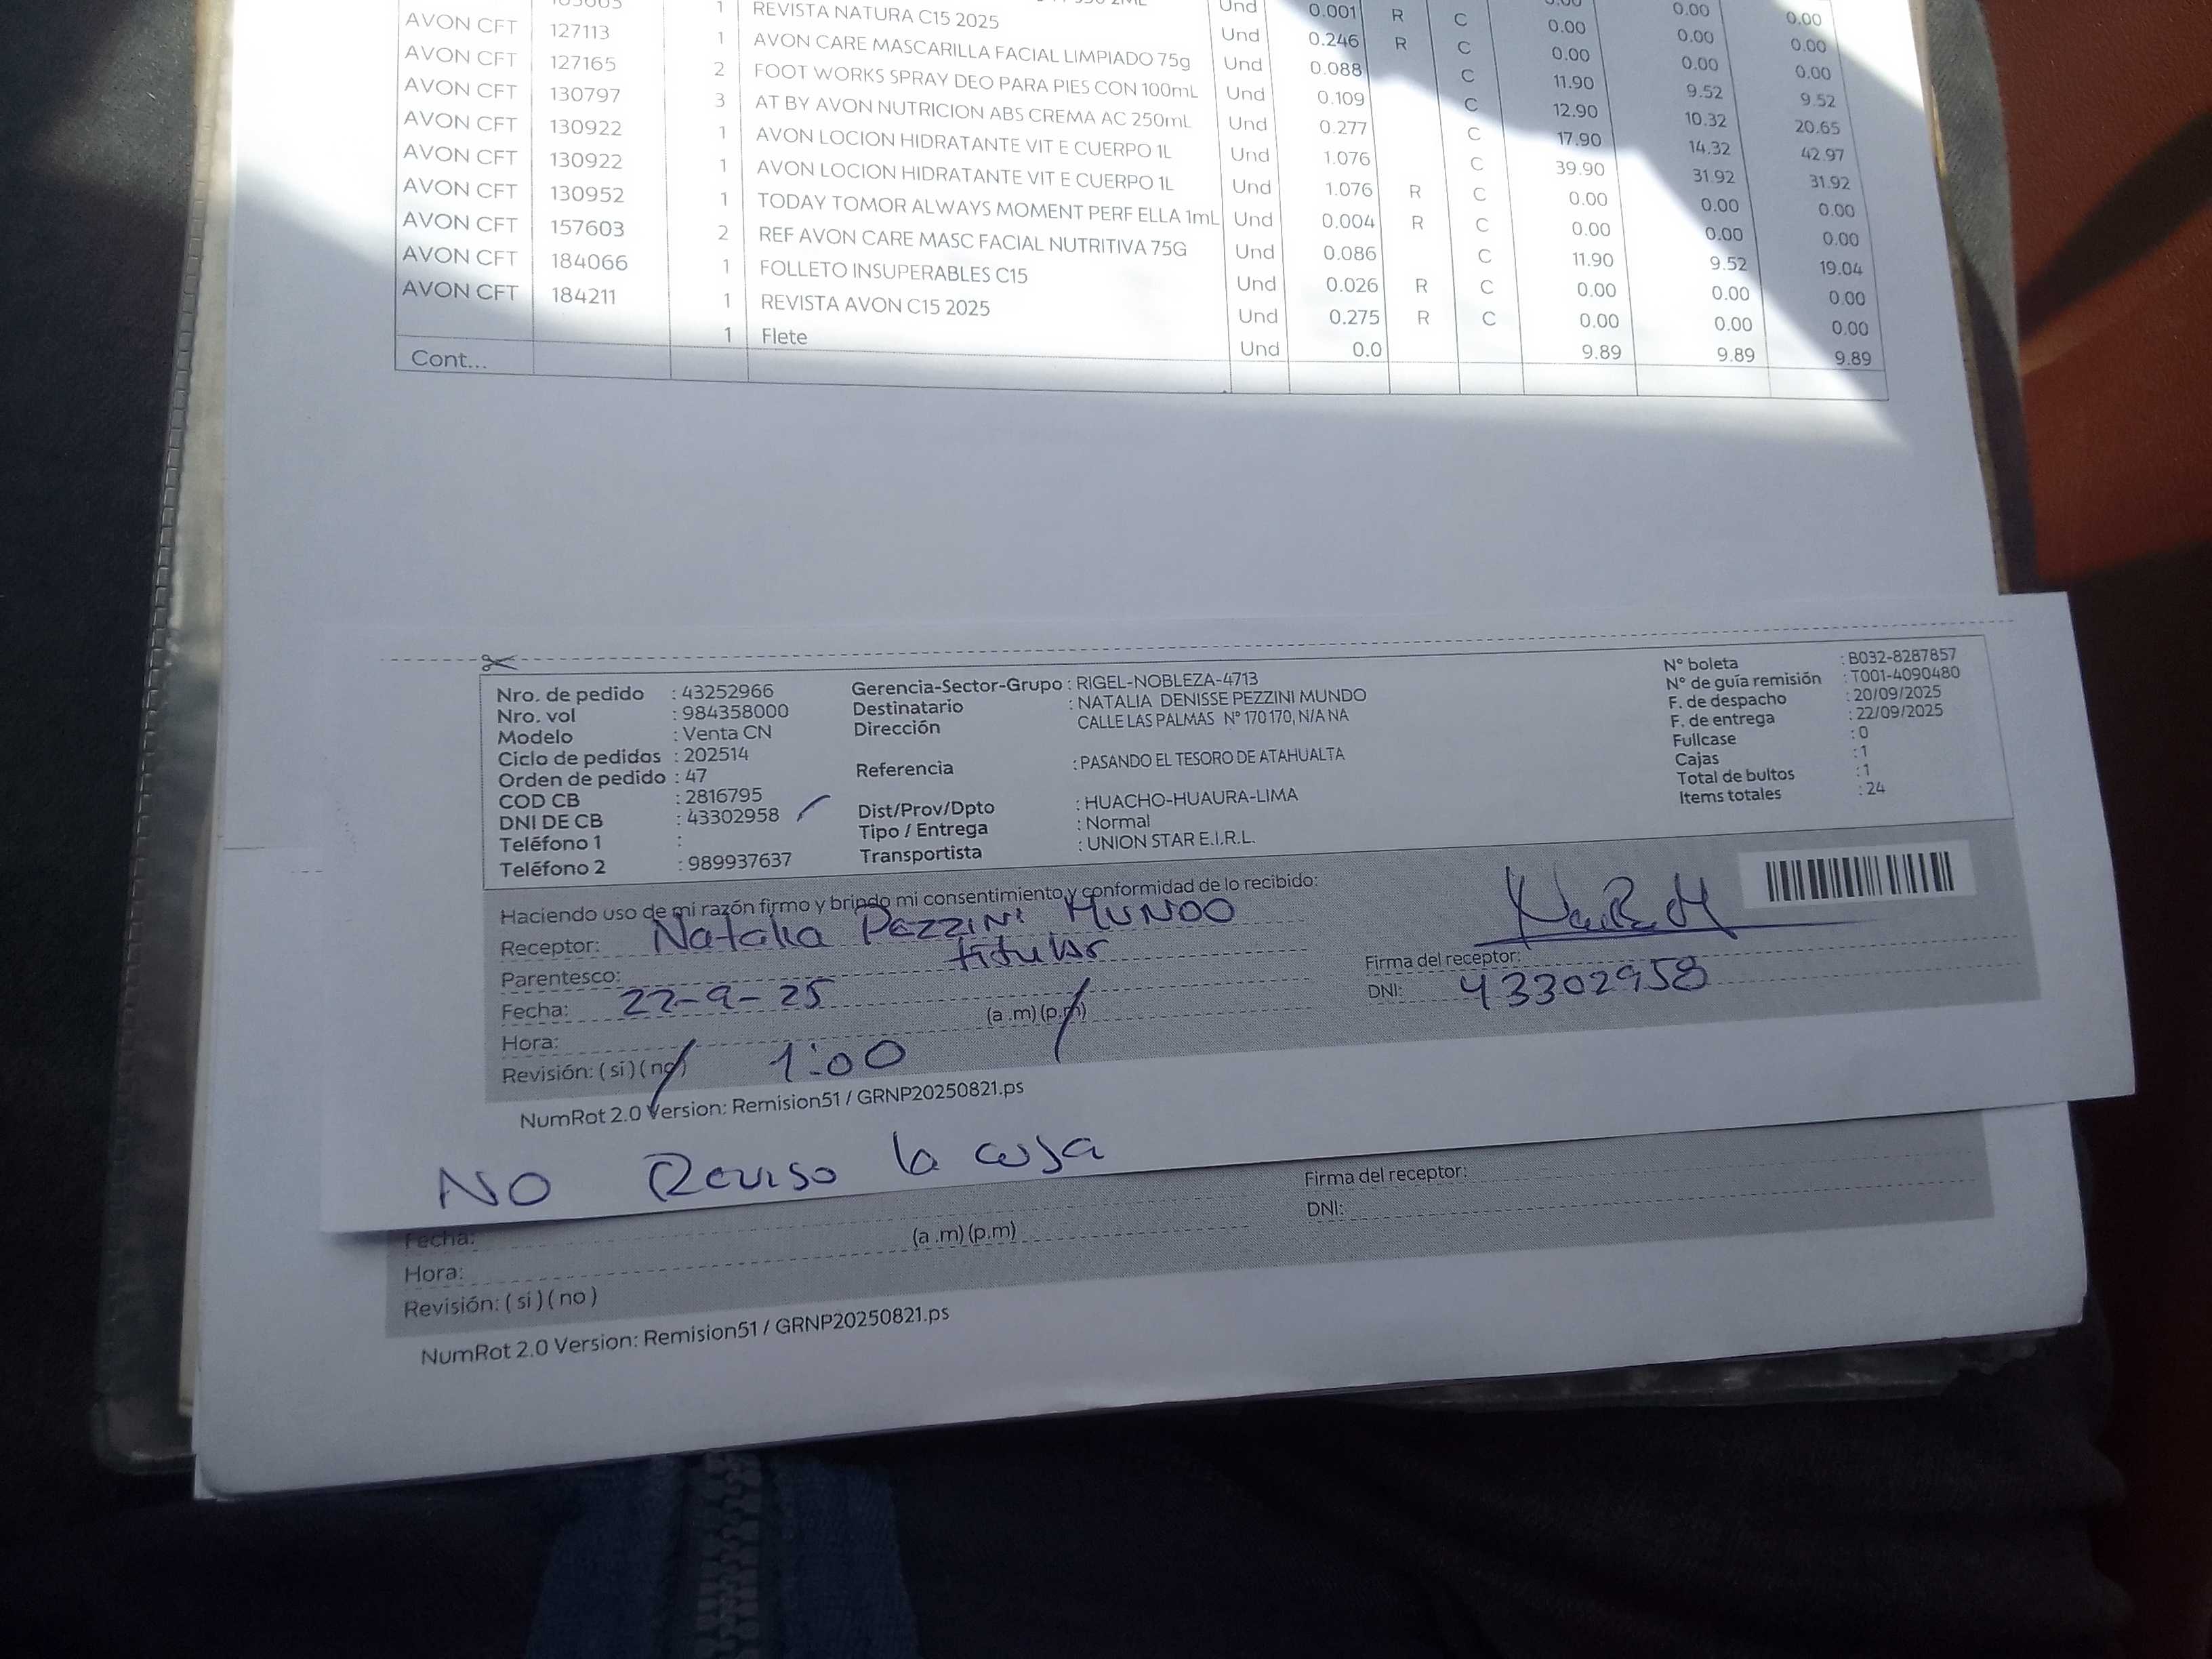 1 REVISTA NATURA C15 2025 Und 0.001 R C 0.00 0.00 0.00
AVON CFT 127113 1 AVON CARE MASCARILLA FACIAL LIMPIADO 75g Und 0.246 R C 0.00 0.00 0.00
AVON CFT 127165 2 FOOT WORKS SPRAY DEO PARA PIES CON 100mL Und 0.088 C 11.90 9.52 9.52
AVON CFT 130797 3 AT BY AVON NUTRICION ABS CREMA AC 250mL Und 0.109 C 12.90 10.32 20.65
AVON CFT 130922 1 AVON LOCION HIDRATANTE VIT E CUERPO 1L Und 0.277 C 17.90 14.32 42.97
AVON CFT 130922 1 AVON LOCION HIDRATANTE VIT E CUERPO 1L Und 1.076 C 39.90 31.92 31.92
AVON CFT 130952 1 TODAY TOMOR ALWAYS MOMENT PERF ELLA 1mL Und 1.076 R C 0.00 0.00 0.00
AVON CFT 157603 2 REF AVON CARE MASC FACIAL NUTRITIVA 75G Und 0.004 R C 0.00 0.00 0.00
AVON CFT 184066 1 FOLLETO INSUPERABLES C15 Und 0.086 C 11.90 9.52 19.04
AVON CFT 184211 1 REVISTA AVON C15 2025 Und 0.026 R C 0.00 0.00 0.00
1 Flete Und 0.275 R C 0.00 0.00 0.00
Cont... Und 0.0 9.89 9.89 9.89
Nro. de pedido : 43252966
Nro. vol : 984358000
Modelo : Venta CN
Ciclo de pedidos : 202514
Orden de pedido : 47
COD CB : 2816795
DNI DE CB : 43302958
Teléfono 1 :
Teléfono 2 : 989937637
Gerencia-Sector-Grupo : RIGEL-NOBLEZA-4713
Destinatario : NATALIA DENISSE PEZZINI MUNDO
Dirección CALLE LAS PALMAS N° 170 170, N/A NA
Referencia : PASANDO EL TESORO DE ATAHUALTA
Dist/Prov/Dpto : HUACHO-HUAURA-LIMA
Tipo / Entrega : Normal
Transportista : UNION STAR E.I.R.L.
N° boleta : B032-8287857
N° de guía remisión : T001-4090480
F. de despacho : 20/09/2025
F. de entrega : 22/09/2025
Fullcase : 0
Cajas : 1
Total de bultos : 1
Items totales : 24
Haciendo uso de mi razón firmo y brindo mi consentimiento y conformidad de lo recibido:
Receptor: Natalia Pezzini MUNDO
Parentesco: titular
Fecha: 22-9-25
(a .m) (p.m)
Hora: 1:00
Revisión: ( si ) ( no )
Firma del receptor:
DNI: 43302958
NumRot 2.0 Version: Remision51 / GRNP20250821.ps
NO Reviso la caja
Fecha:
(a .m) (p.m)
Hora:
Revisión: ( si ) ( no )
Firma del receptor:
DNI:
NumRot 2.0 Version: Remision51 / GRNP20250821.ps